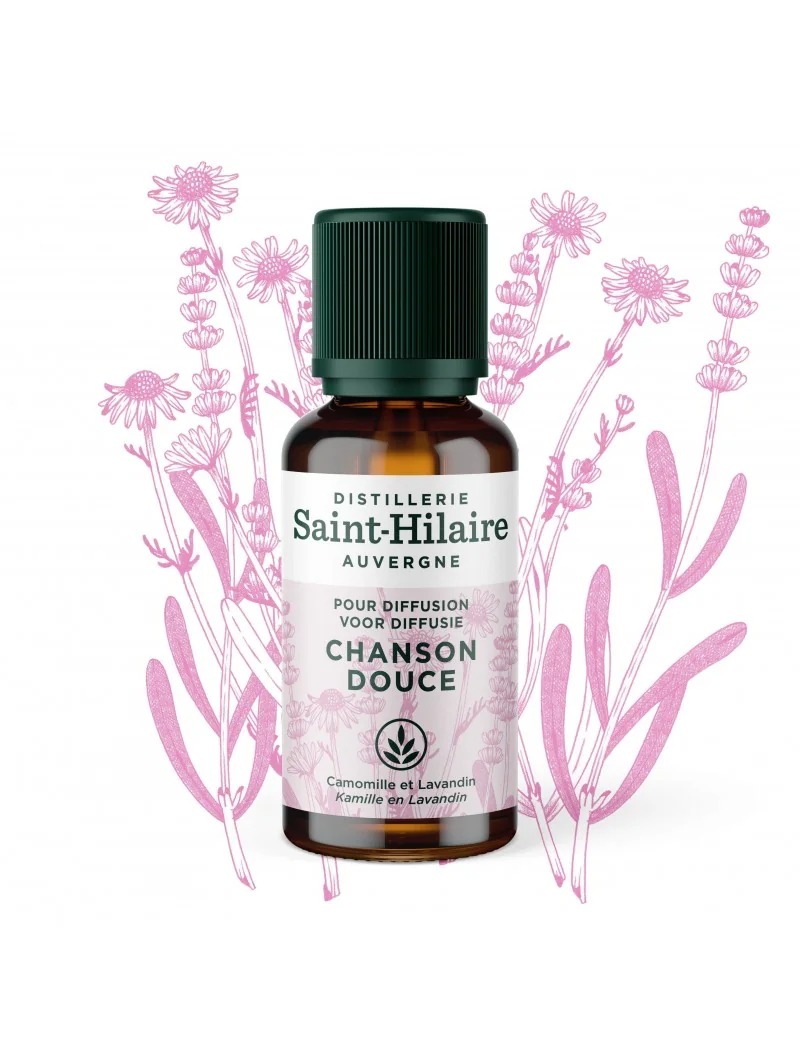 DISTILLERIE
Saint-Hilaire
AUVERGNE
POUR DIFFUSION
VOOR DIFFUSIE
CHANSON
DOUCE
Camomille et Lavandin
Kamille en Lavandin